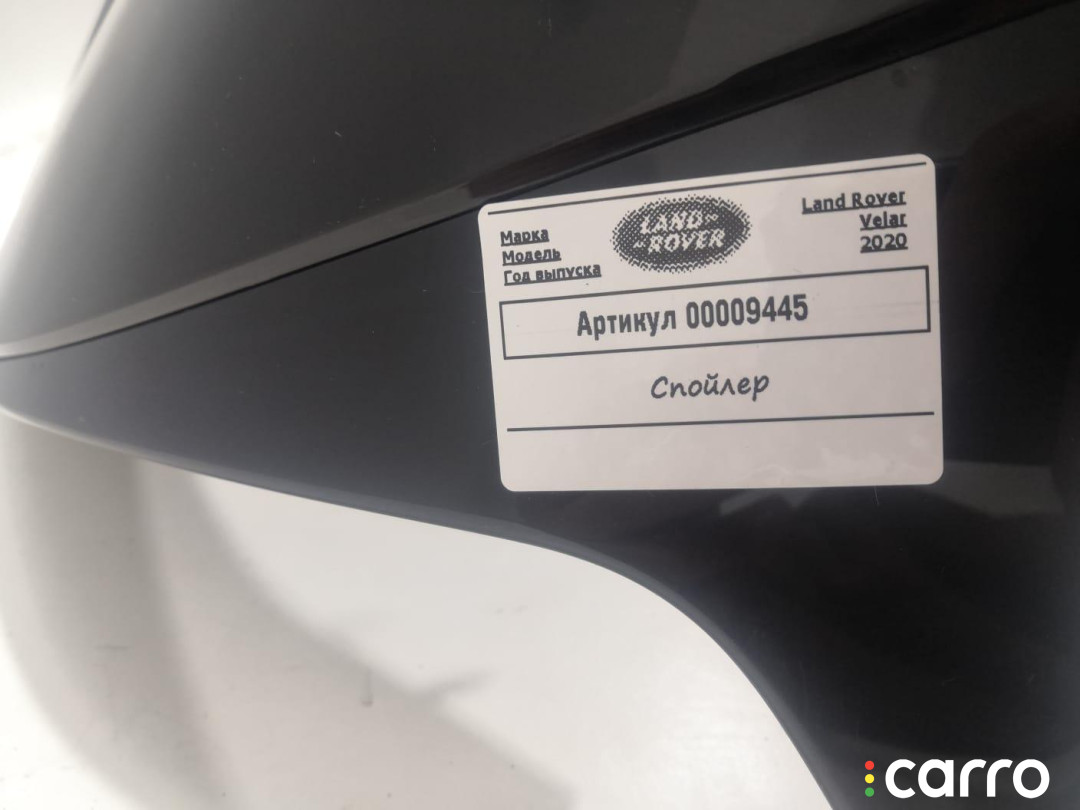 Марка
Land Rover
Модель
Velar
Год выпуска
2020
LAND
ROVER
Артикул 00009445
Спойлер
carro